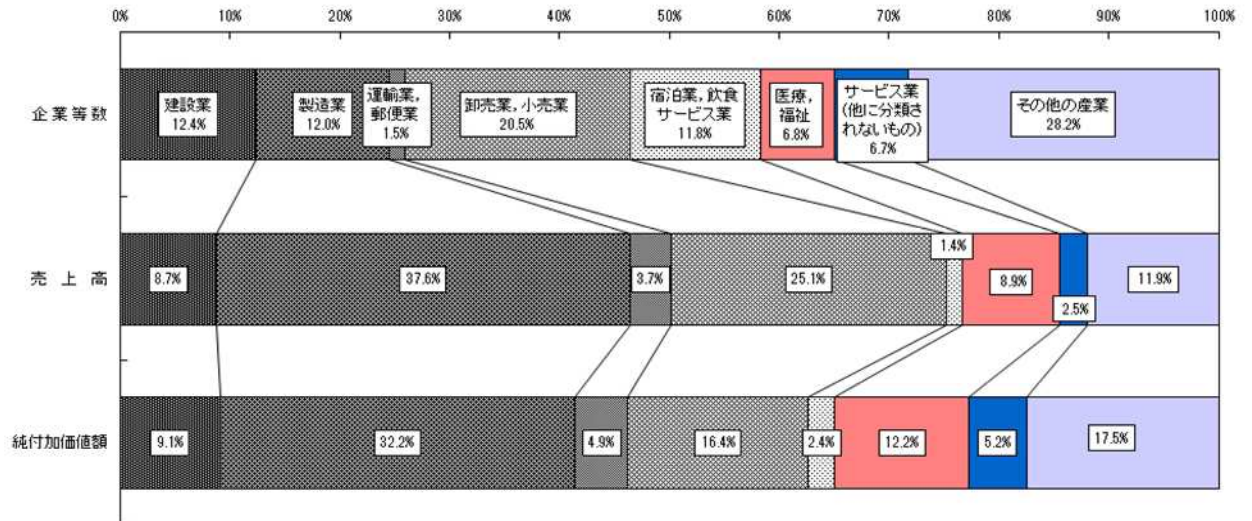 0%
10%
20%
30%
40%
50%
60%
70%
80%
90%
100%
企業等数
建設業
12.4%
製造業
12.0%
運輸業，
郵便業
1.5%
卸売業，小売業
20.5%
宿泊業，飲食
サービス業
11.8%
医療，
福祉
6.8%
サービス業
(他に分類さ
れないもの)
6.7%
その他の産業
28.2%
売上高
8.7%
37.6%
3.7%
25.1%
1.4%
8.9%
2.5%
11.9%
純付加価値額
9.1%
32.2%
4.9%
16.4%
2.4%
12.2%
5.2%
17.5%